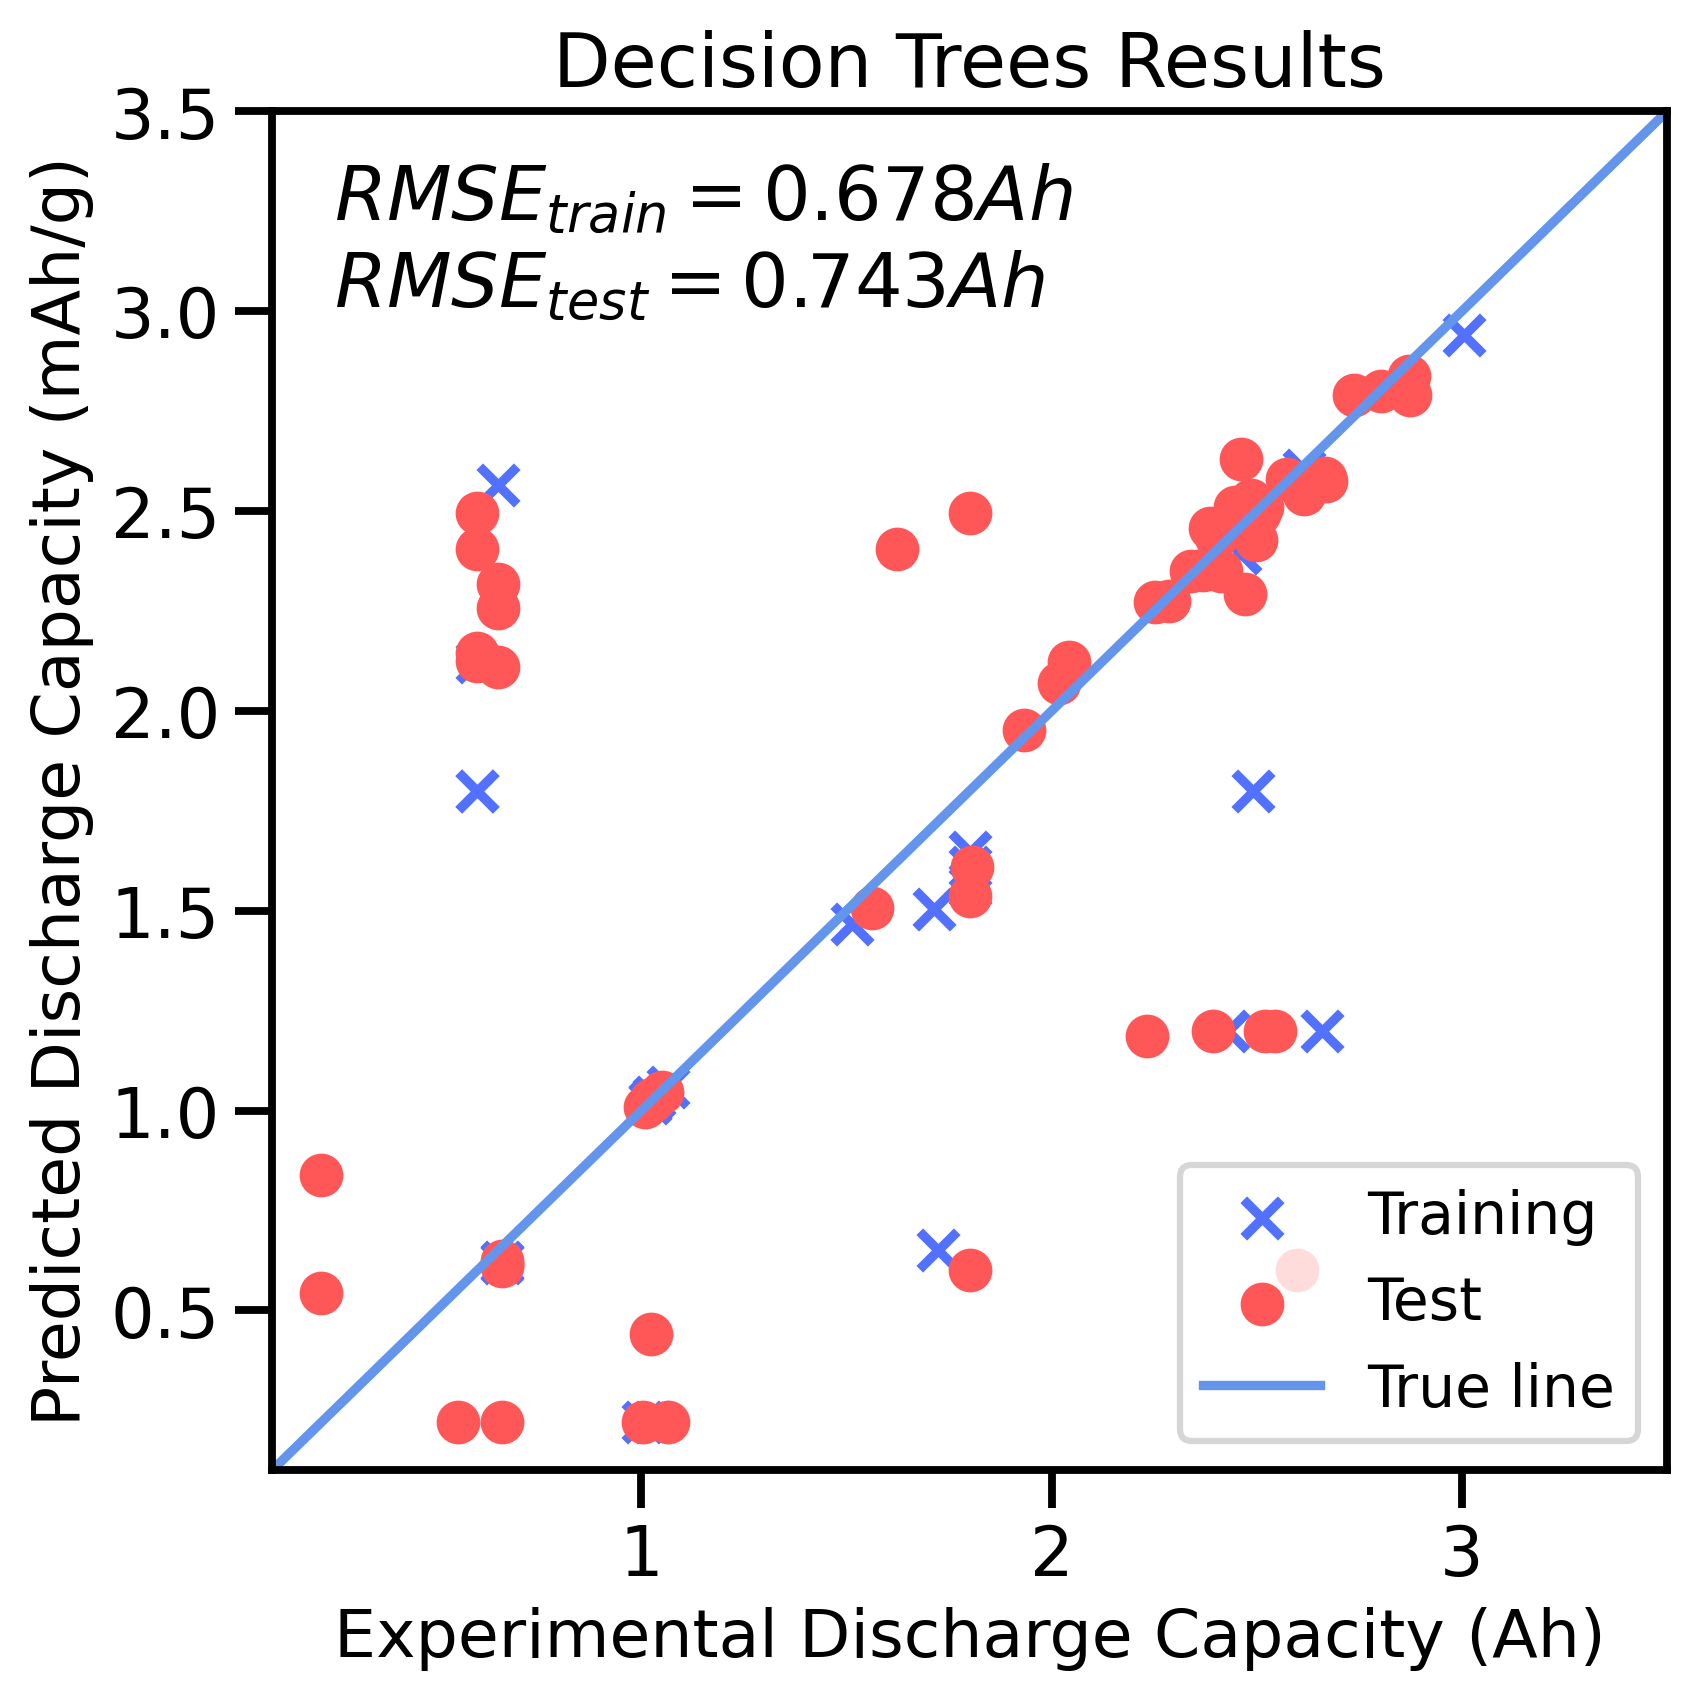 Decision Trees Results
RMSE_train = 0.678Ah
RMSE_test = 0.743Ah
Predicted Discharge Capacity (mAh/g)
3.5
3.0
2.5
2.0
1.5
1.0
0.5
Training
Test
True line
1 2 3
Experimental Discharge Capacity (Ah)